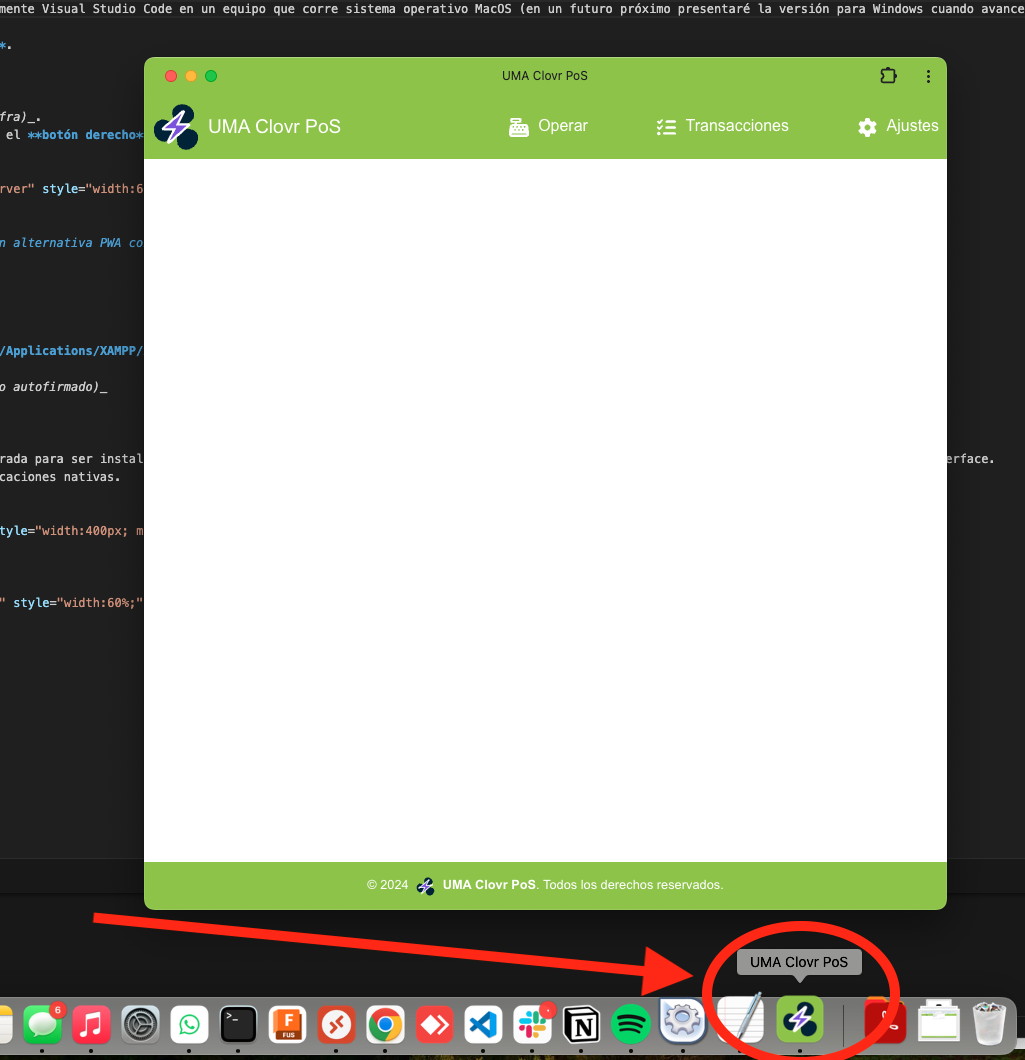 mente Visual Studio Code en un equipo que corre sistema operativo MacOS (en un futuro próximo presentaré la versión para Windows cuando avance
*.
UMA Clovr PoS
fra)_.
el **botón derecho*
UMA Clovr PoS
Operar
Transacciones
Ajustes
rver" style="width:6
n alternativa PWA co
/Applications/XAMPP/
o autofirmado)_
rada para ser instal
erface.
caciones nativas.
tyle="width:400px; m
" style="width:60%;"
© 2024 UMA Clovr PoS. Todos los derechos reservados.
UMA Clovr PoS
6
>_
F
FUS
N